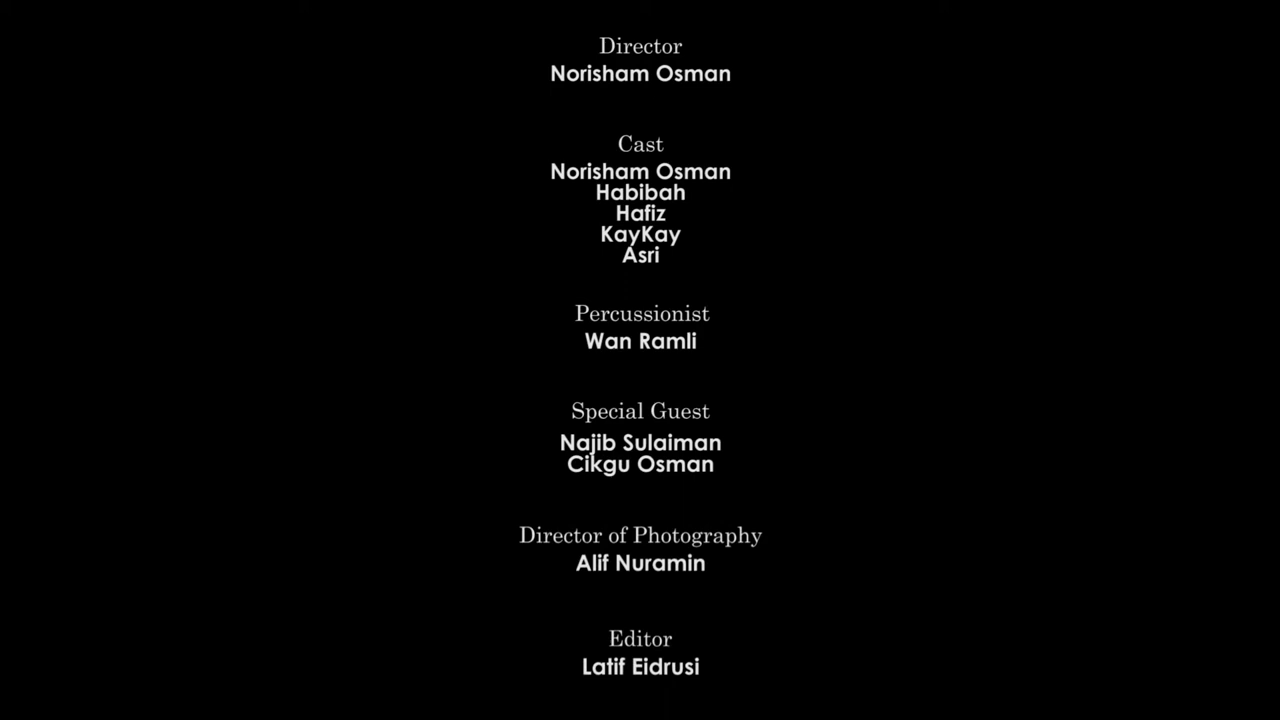 Director
Norisham Osman
Cast
Norisham Osman
Habibah
Hafiz
KayKay
Asri
Percussionist
Wan Ramli
Special Guest
Najib Sulaiman
Cikgu Osman
Director of Photography
Alif Nuramin
Editor
Latif Eidrusi